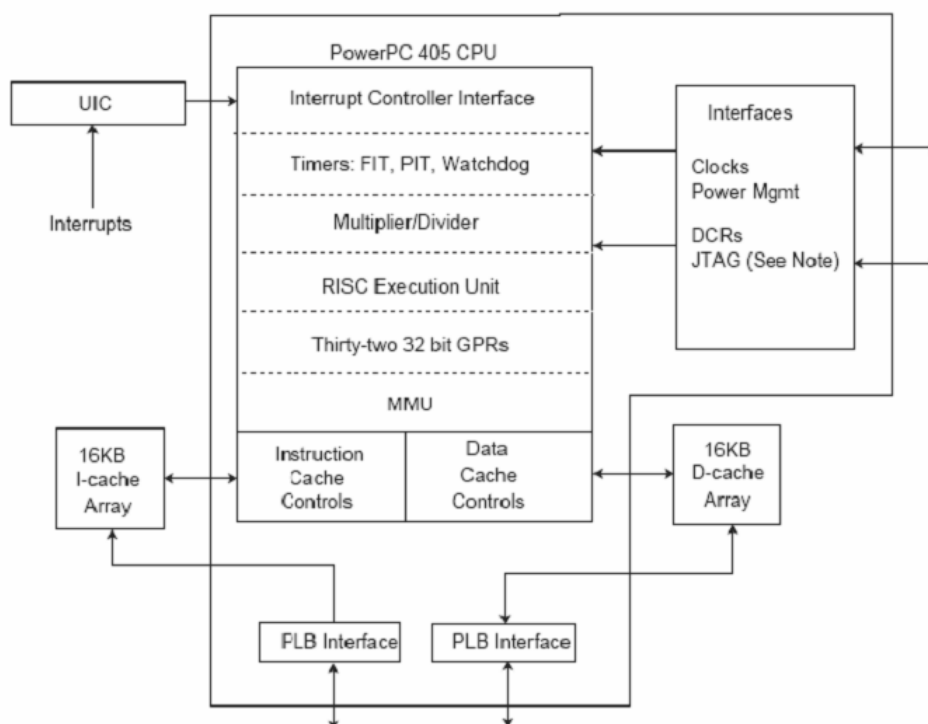 PowerPC 405 CPU
UIC
Interrupts
Interrupt Controller Interface
Timers: FIT, PIT, Watchdog
Multiplier/Divider
RISC Execution Unit
Thirty-two 32 bit GPRs
MMU
Instruction
Cache
Controls
Data
Cache
Controls
Interfaces
Clocks
Power Mgmt
DCRs
JTAG (See Note)
16KB
I-cache
Array
16KB
D-cache
Array
PLB Interface
PLB Interface